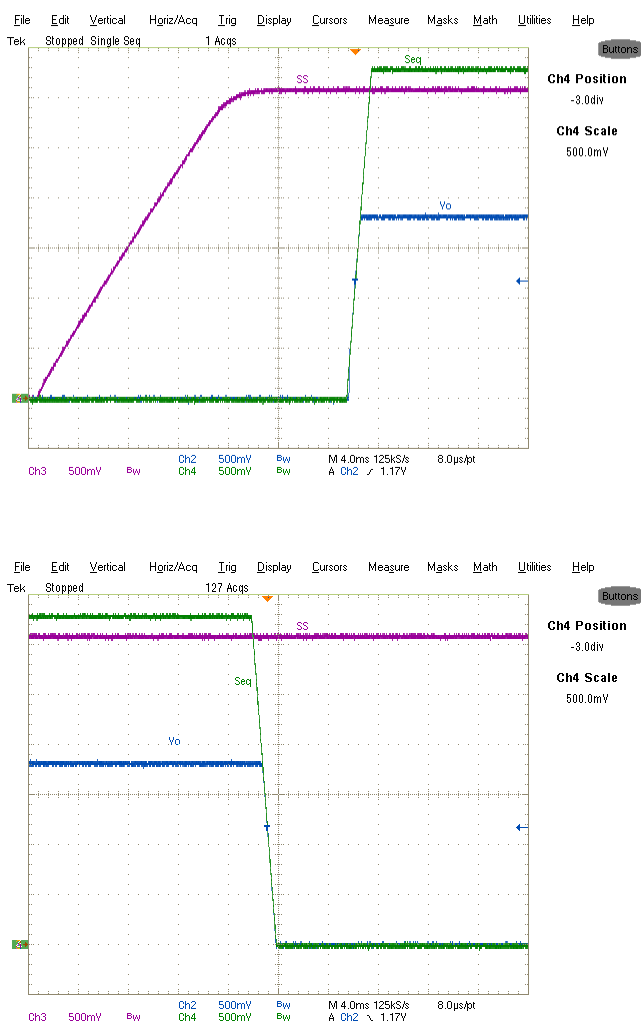 File Edit Vertical Horiz/Acq Trig Display Cursors Measure Masks Math Utilities Help
Tek Stopped Single Seq 1 Acqs Buttons
Seq
SS
Ch4 Position
-3.0div
Ch4 Scale
500.0mV
Vo
T
Ch2 500mV Bw M 4.0ms 125kS/s 8.0µs/pt
Ch3 500mV Bw Ch4 500mV Bw A Ch2 1.17V
File Edit Vertical Horiz/Acq Trig Display Cursors Measure Masks Math Utilities Help
Tek Stopped 127 Acqs Buttons
SS
Ch4 Position
-3.0div
Ch4 Scale
Seq
500.0mV
Vo
T
Ch2 500mV Bw M 4.0ms 125kS/s 8.0µs/pt
Ch3 500mV Bw Ch4 500mV Bw A Ch2 1.17V